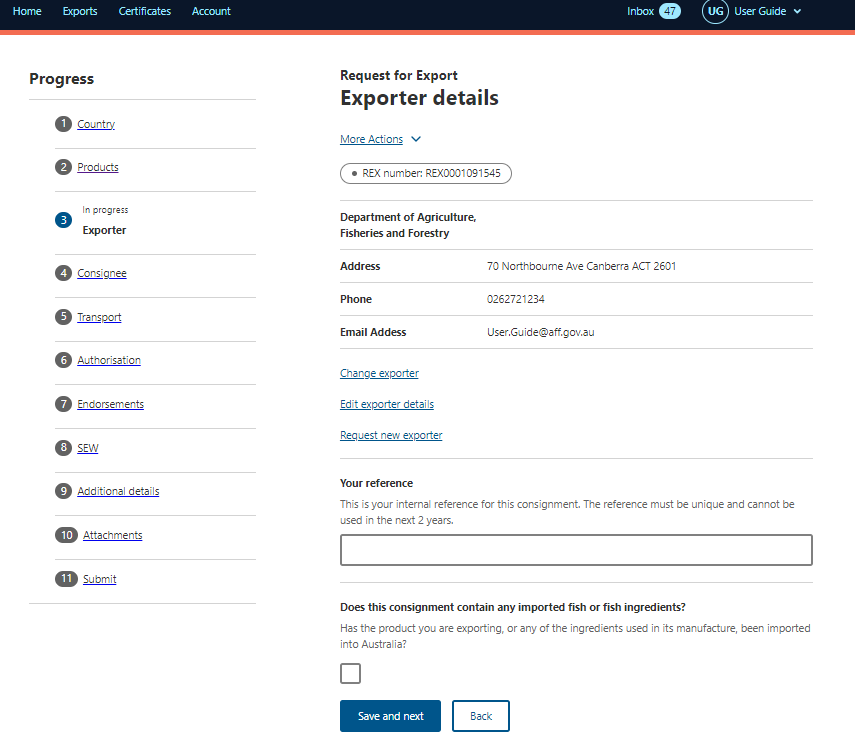 Home Exports Certificates Account Inbox 47 UG User Guide
Progress
1 Country
2 Products
In progress
3 Exporter
4 Consignee
5 Transport
6 Authorisation
7 Endorsements
8 SEW
9 Additional details
10 Attachments
11 Submit
Request for Export
Exporter details
More Actions
REX number: REX0001091545
Department of Agriculture,
Fisheries and Forestry
Address 70 Northbourne Ave Canberra ACT 2601
Phone 0262721234
Email Addess User.Guide@aff.gov.au
Change exporter
Edit exporter details
Request new exporter
Your reference
This is your internal reference for this consignment. The reference must be unique and cannot be
used in the next 2 years.
Does this consignment contain any imported fish or fish ingredients?
Has the product you are exporting, or any of the ingredients used in its manufacture, been imported
into Australia?
Save and next Back